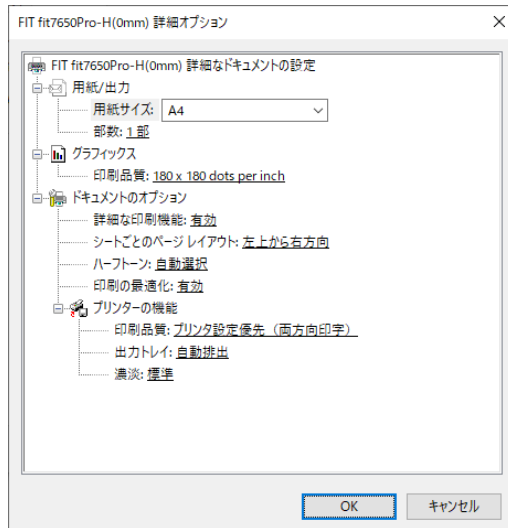 FIT fit7650Pro-H(0mm) 詳細オプション
FIT fit7650Pro-H(0mm) 詳細なドキュメントの設定
用紙/出力
用紙サイズ: A4
部数: 1 部
グラフィックス
印刷品質: 180 x 180 dots per inch
ドキュメントのオプション
詳細な印刷機能: 有効
シートごとのページ レイアウト: 左上から右方向
ハーフトーン: 自動選択
印刷の最適化: 有効
プリンターの機能
印刷品質: プリンタ設定優先（両方向印字）
出力トレイ: 自動排出
濃淡: 標準
OK キャンセル